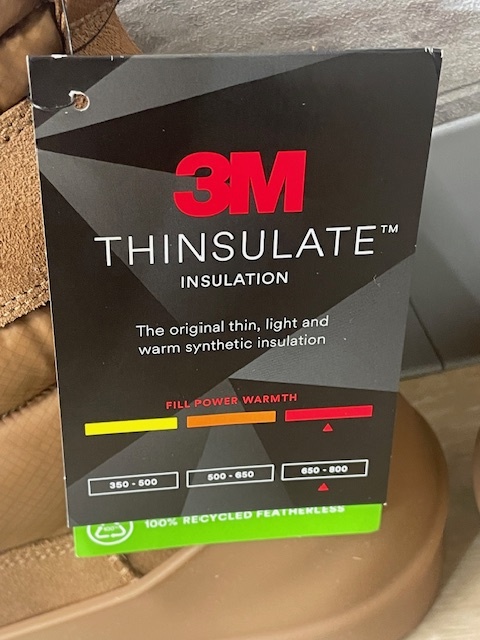 3M
THINSULATE™
INSULATION
The original thin, light and
warm synthetic insulation
FILL POWER WARMTH
350 - 500 500 - 650 650 - 800
100% RECYCLED FEATHERLESS